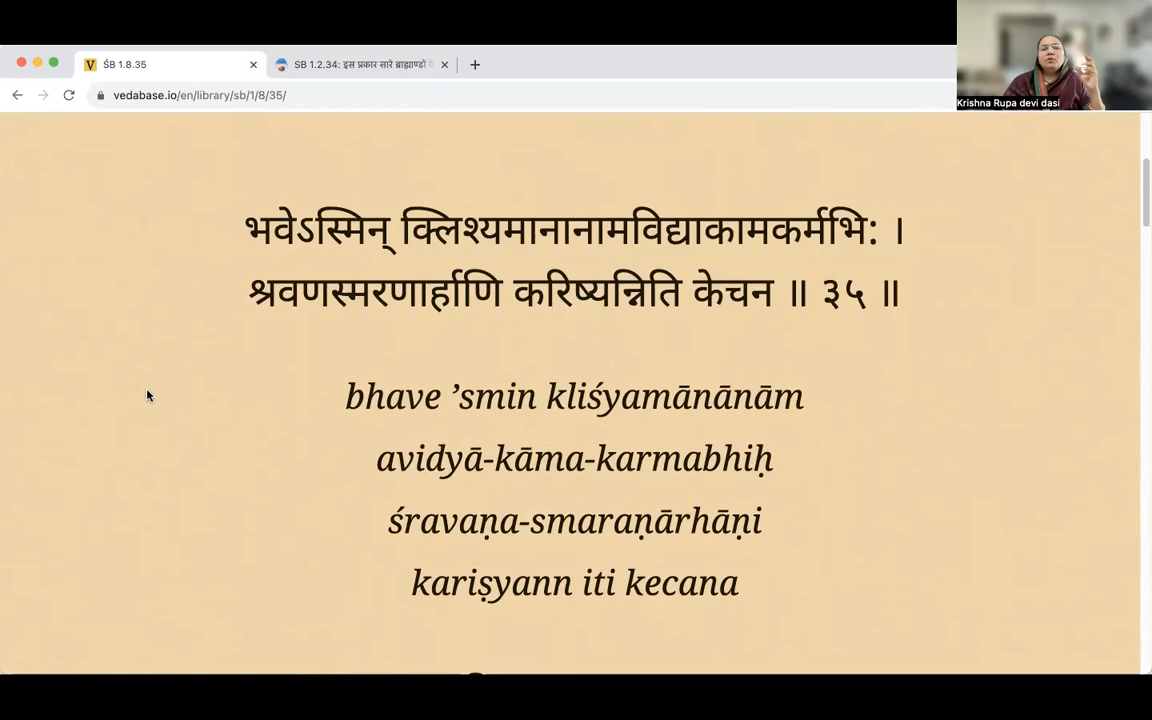 ŚB 1.8.35
SB 1.2.34: इस प्रकार सारे ब्राह्माण्डों
vedabase.io/en/library/sb/1/8/35/
Krishna Rupa devi dasi
भवेऽस्मिन् क्लिश्यमानानामविद्याकामकर्मभि: ।
श्रवणस्मरणार्हाणि करिष्यन्निति केचन ॥ ३५ ॥
bhave ’smin kliśyamānānām
avidyā-kāma-karmabhiḥ
śravaṇa-smaraṇārhāṇi
kariṣyann iti kecana